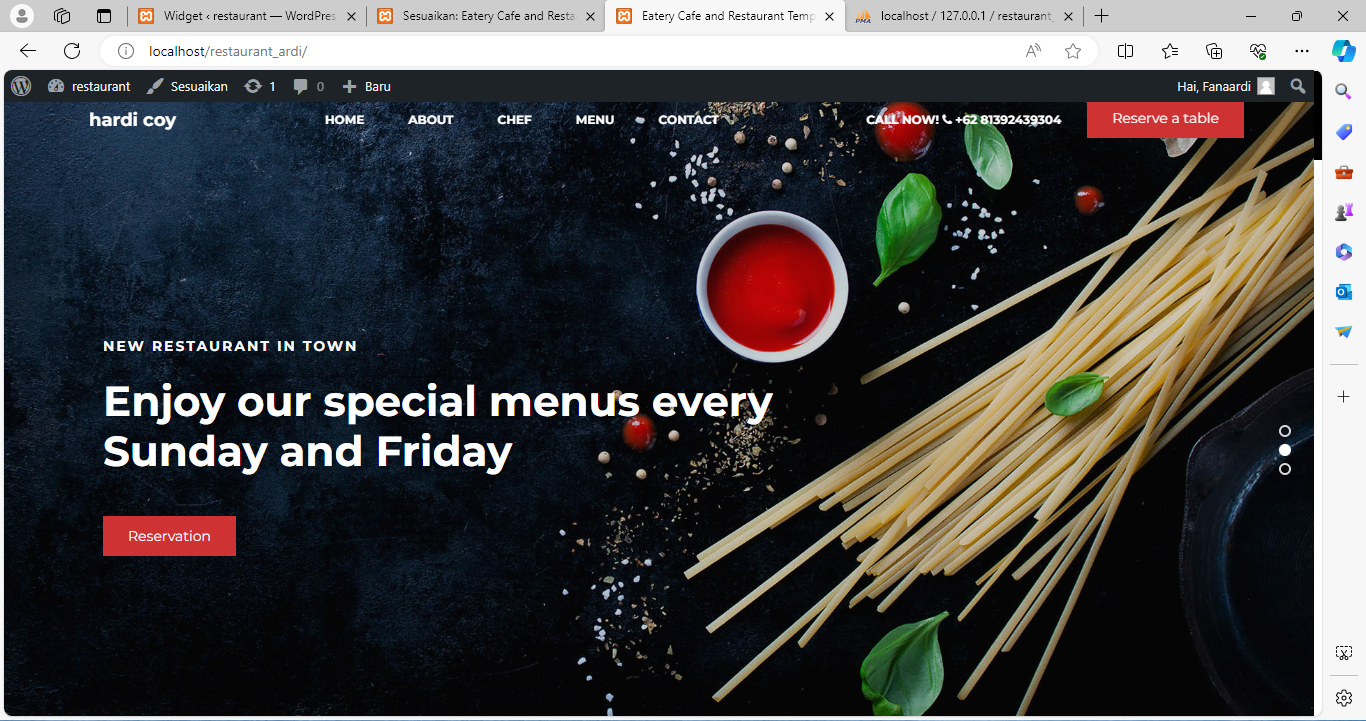 Widget ‹ restaurant — WordPres
Sesuaikan: Eatery Cafe and Resta
Eatery Cafe and Restaurant Temp
localhost / 127.0.0.1 / restaurant_
localhost/restaurant_ardi/
restaurant
Sesuaikan
1
0
Baru
Hai, Fanaardi
hardi coy
HOME
ABOUT
CHEF
MENU
CONTACT
CALL NOW! +62 81392439304
Reserve a table
NEW RESTAURANT IN TOWN
Enjoy our special menus every
Sunday and Friday
Reservation